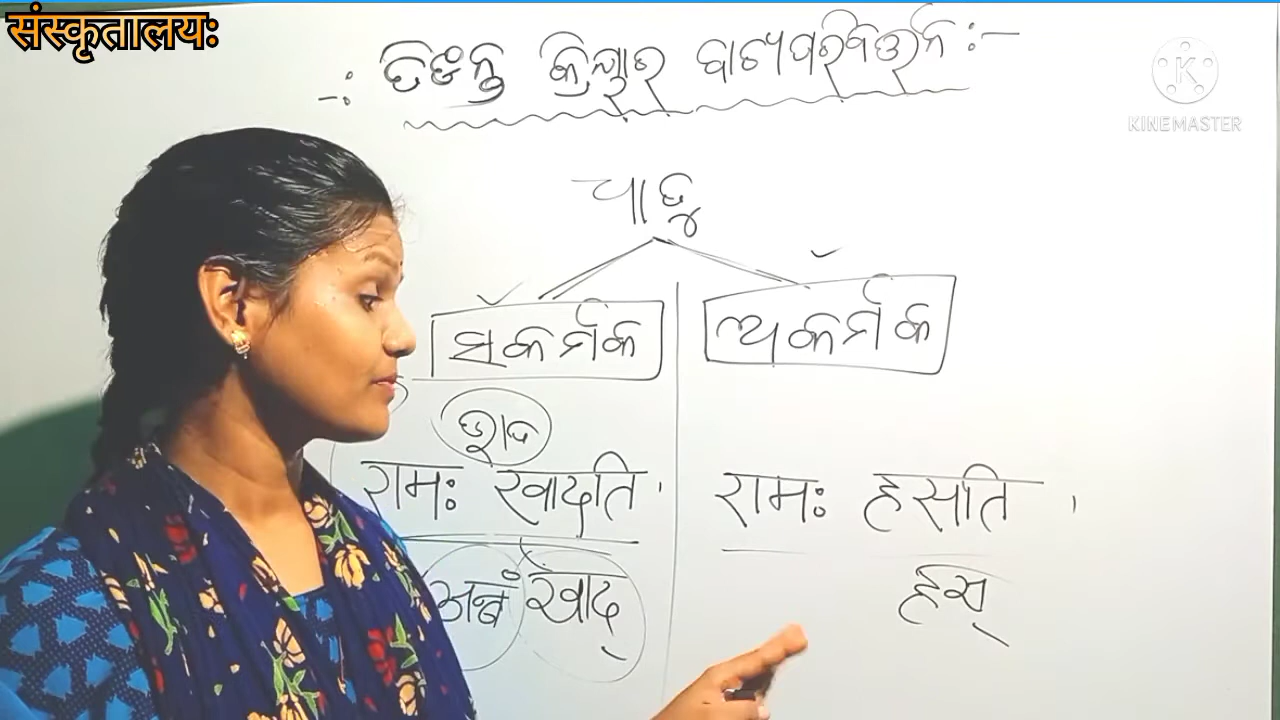 संस्कृतालयः
-: ତିଙନ୍ତ କ୍ରିୟାର ବାଚ୍ୟପରିବର୍ତ୍ତନ :-
KINEMASTER
ଧାତୁ
ସକର୍ମକ ଅକର୍ମକ
रामः खादति । रामः हसति ।
अन्नं खाद् हस्